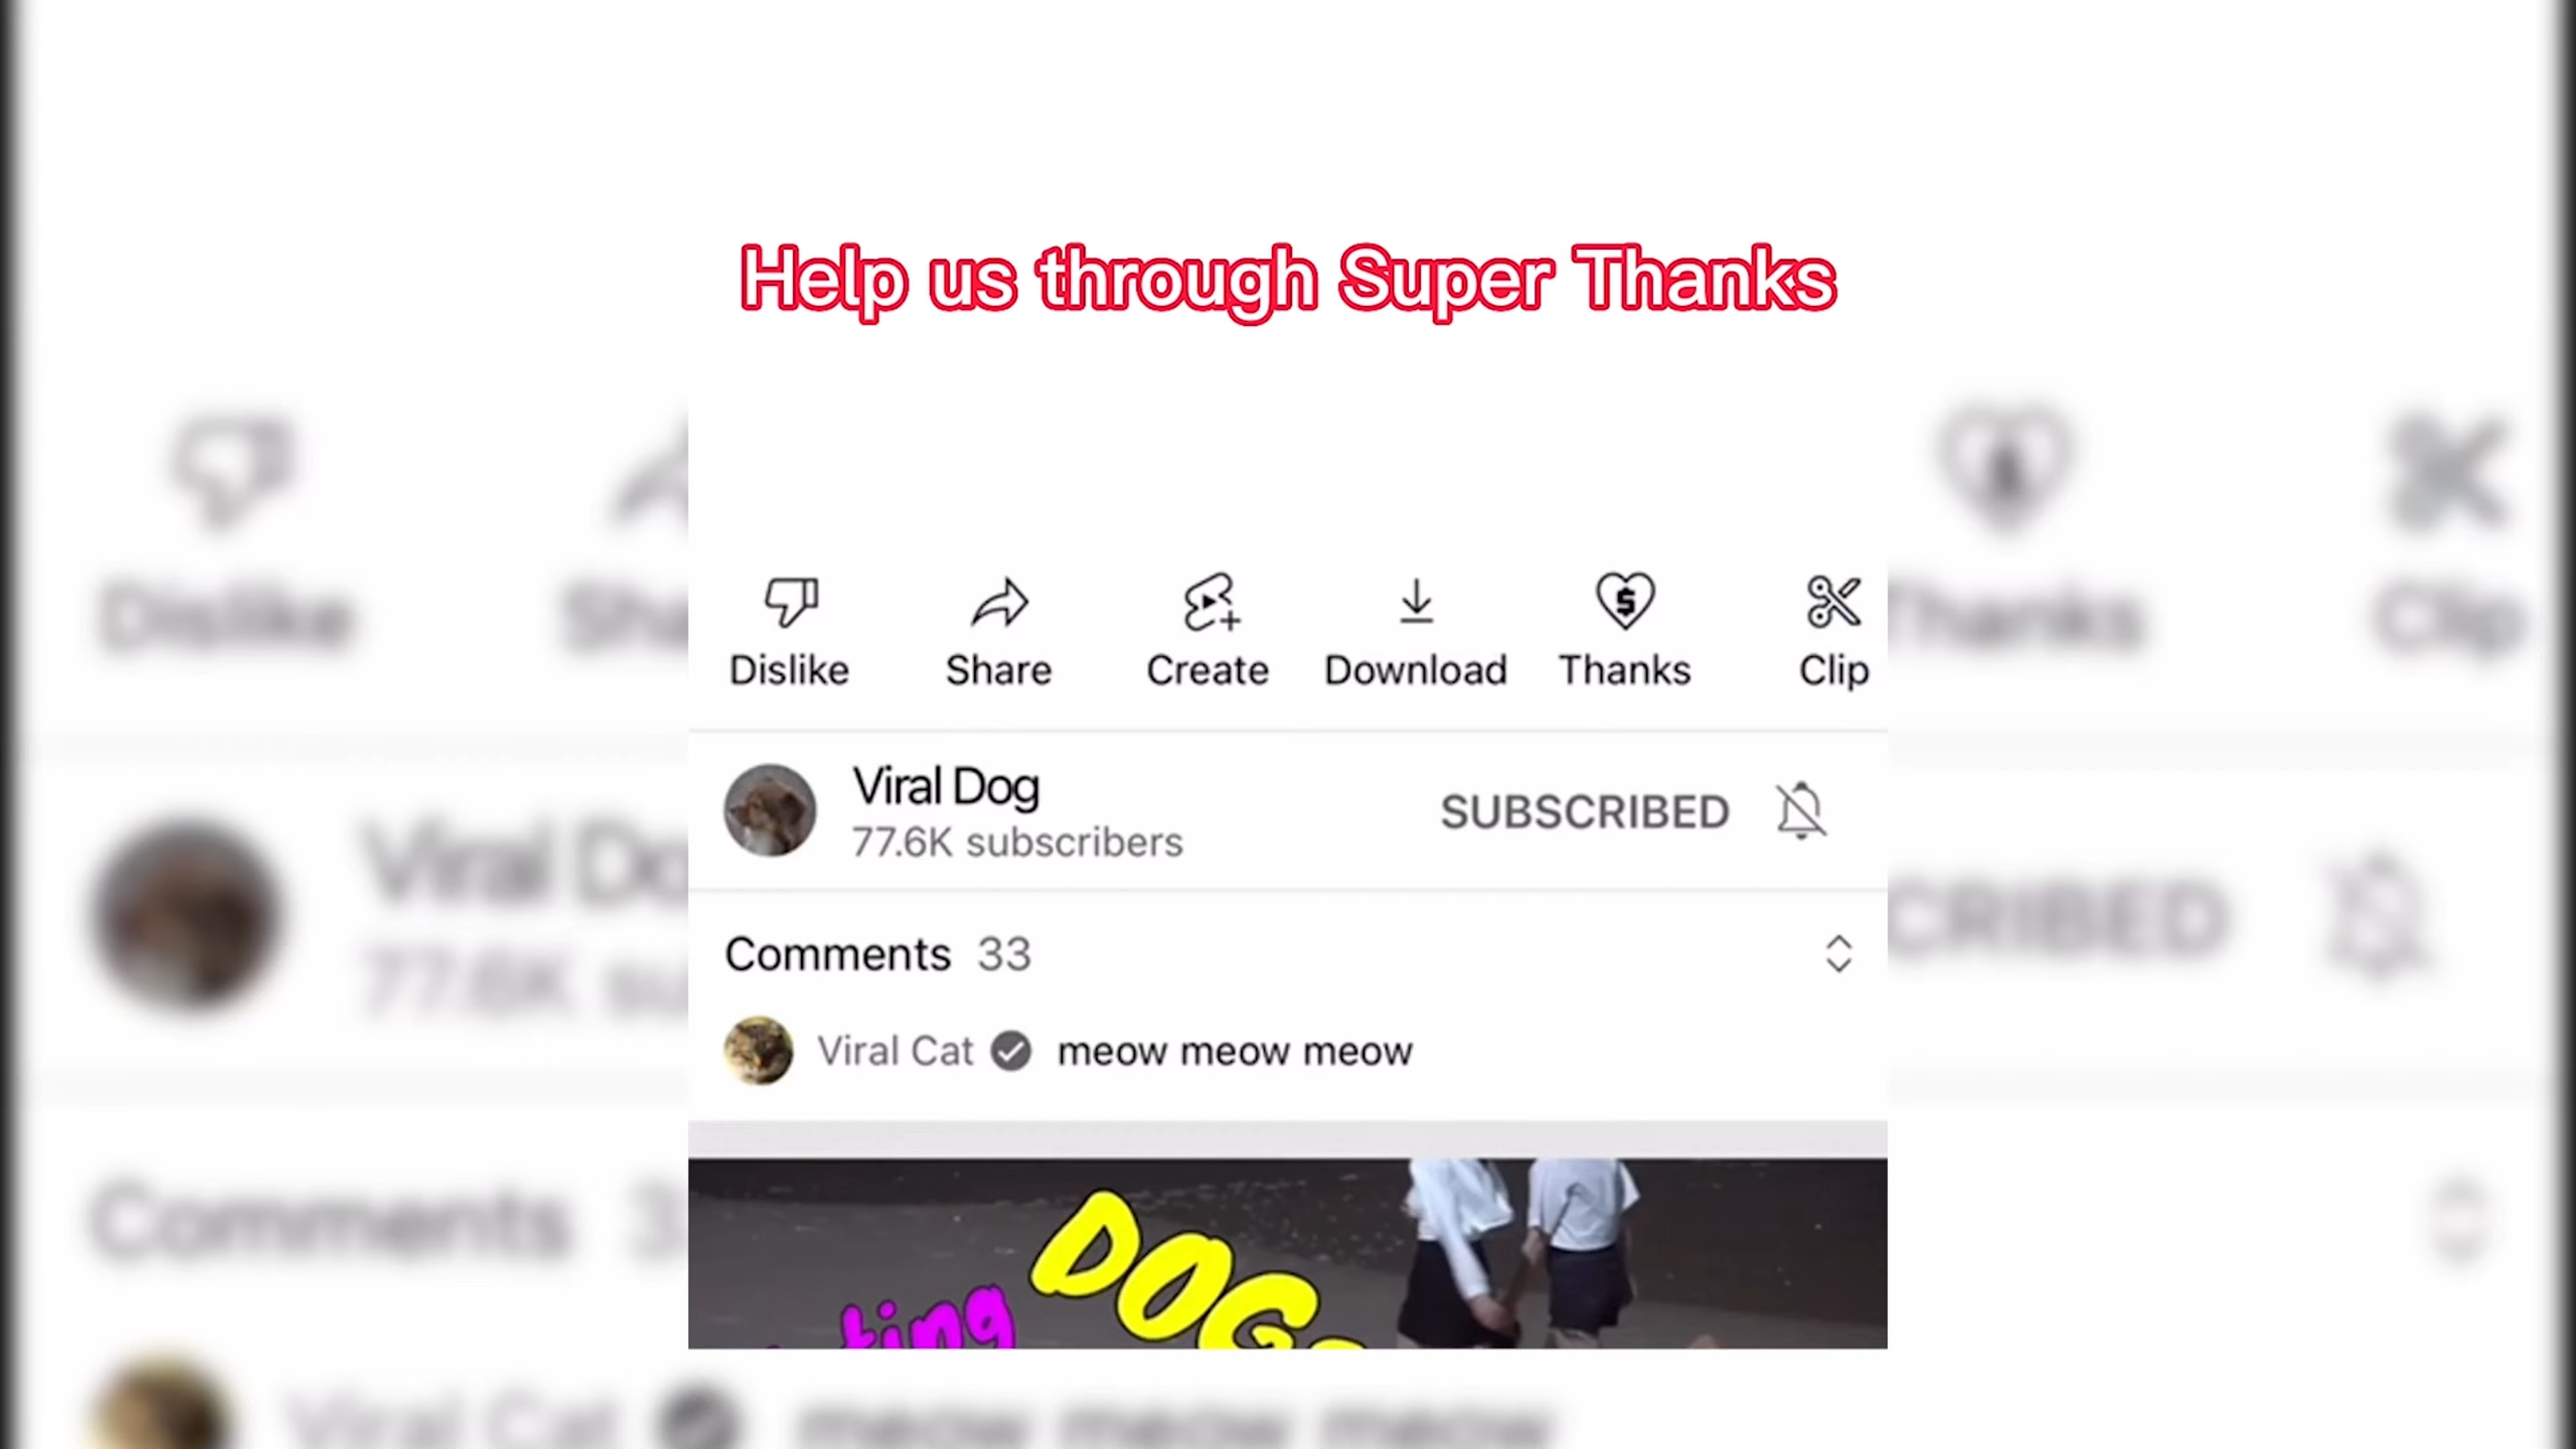 Help us through Super Thanks
Dislike Share Create Download Thanks Clip
Viral Dog
77.6K subscribers
SUBSCRIBED
Comments 33
Viral Cat meow meow meow
DOG